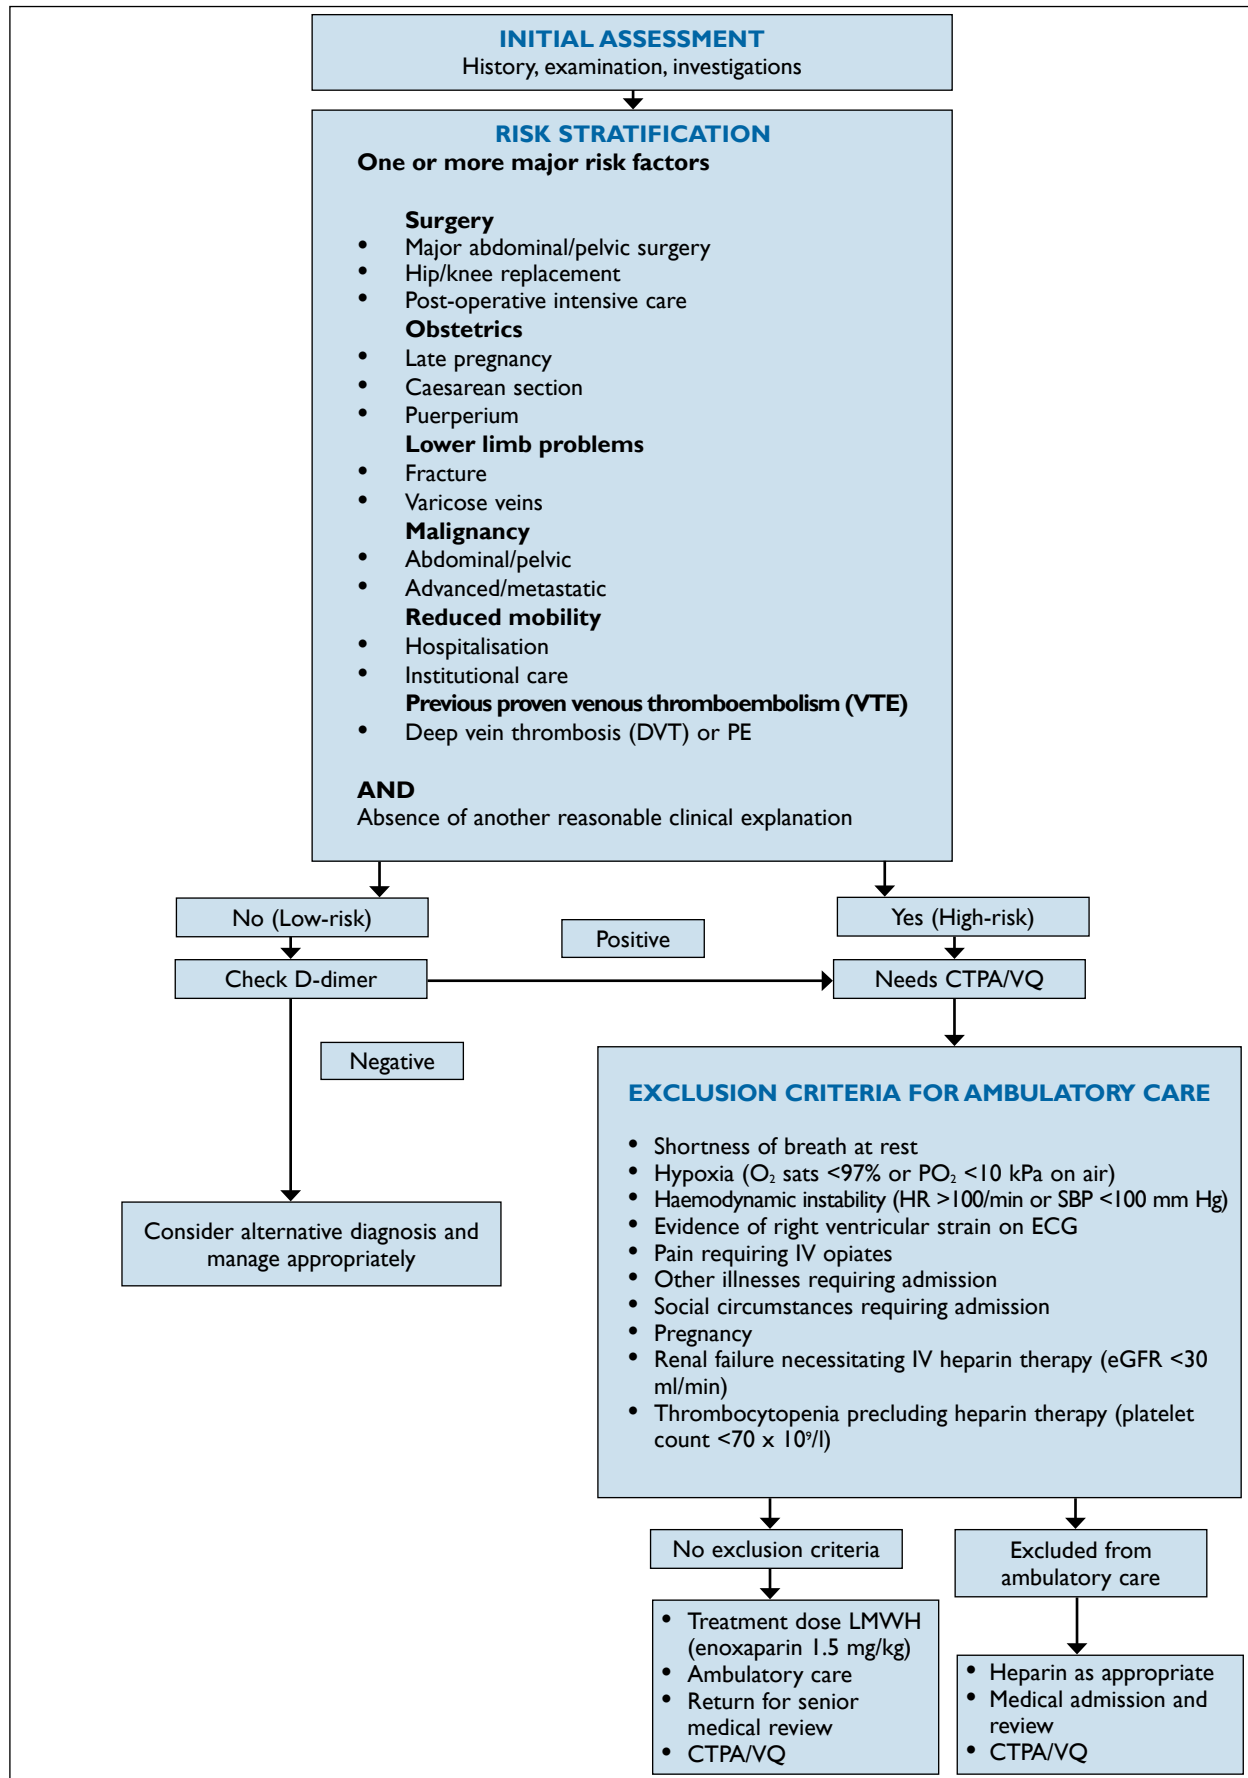 INITIAL ASSESSMENT
History, examination, investigations
RISK STRATIFICATION
One or more major risk factors
Surgery
• Major abdominal/pelvic surgery
• Hip/knee replacement
• Post-operative intensive care
Obstetrics
• Late pregnancy
• Caesarean section
• Puerperium
Lower limb problems
• Fracture
• Varicose veins
Malignancy
• Abdominal/pelvic
• Advanced/metastatic
Reduced mobility
• Hospitalisation
• Institutional care
Previous proven venous thromboembolism (VTE)
• Deep vein thrombosis (DVT) or PE
AND
Absence of another reasonable clinical explanation
No (Low-risk)
Yes (High-risk)
Positive
Check D-dimer
Needs CTPA/VQ
Negative
Consider alternative diagnosis and
manage appropriately
EXCLUSION CRITERIA FOR AMBULATORY CARE
• Shortness of breath at rest
• Hypoxia (O₂ sats <97% or PO₂ <10 kPa on air)
• Haemodynamic instability (HR >100/min or SBP <100 mm Hg)
• Evidence of right ventricular strain on ECG
• Pain requiring IV opiates
• Other illnesses requiring admission
• Social circumstances requiring admission
• Pregnancy
• Renal failure necessitating IV heparin therapy (eGFR <30
ml/min)
• Thrombocytopenia precluding heparin therapy (platelet
count <70 x 10⁹/l)
No exclusion criteria
Excluded from
ambulatory care
• Treatment dose LMWH
(enoxaparin 1.5 mg/kg)
• Ambulatory care
• Return for senior
medical review
• CTPA/VQ
• Heparin as appropriate
• Medical admission and
review
• CTPA/VQ